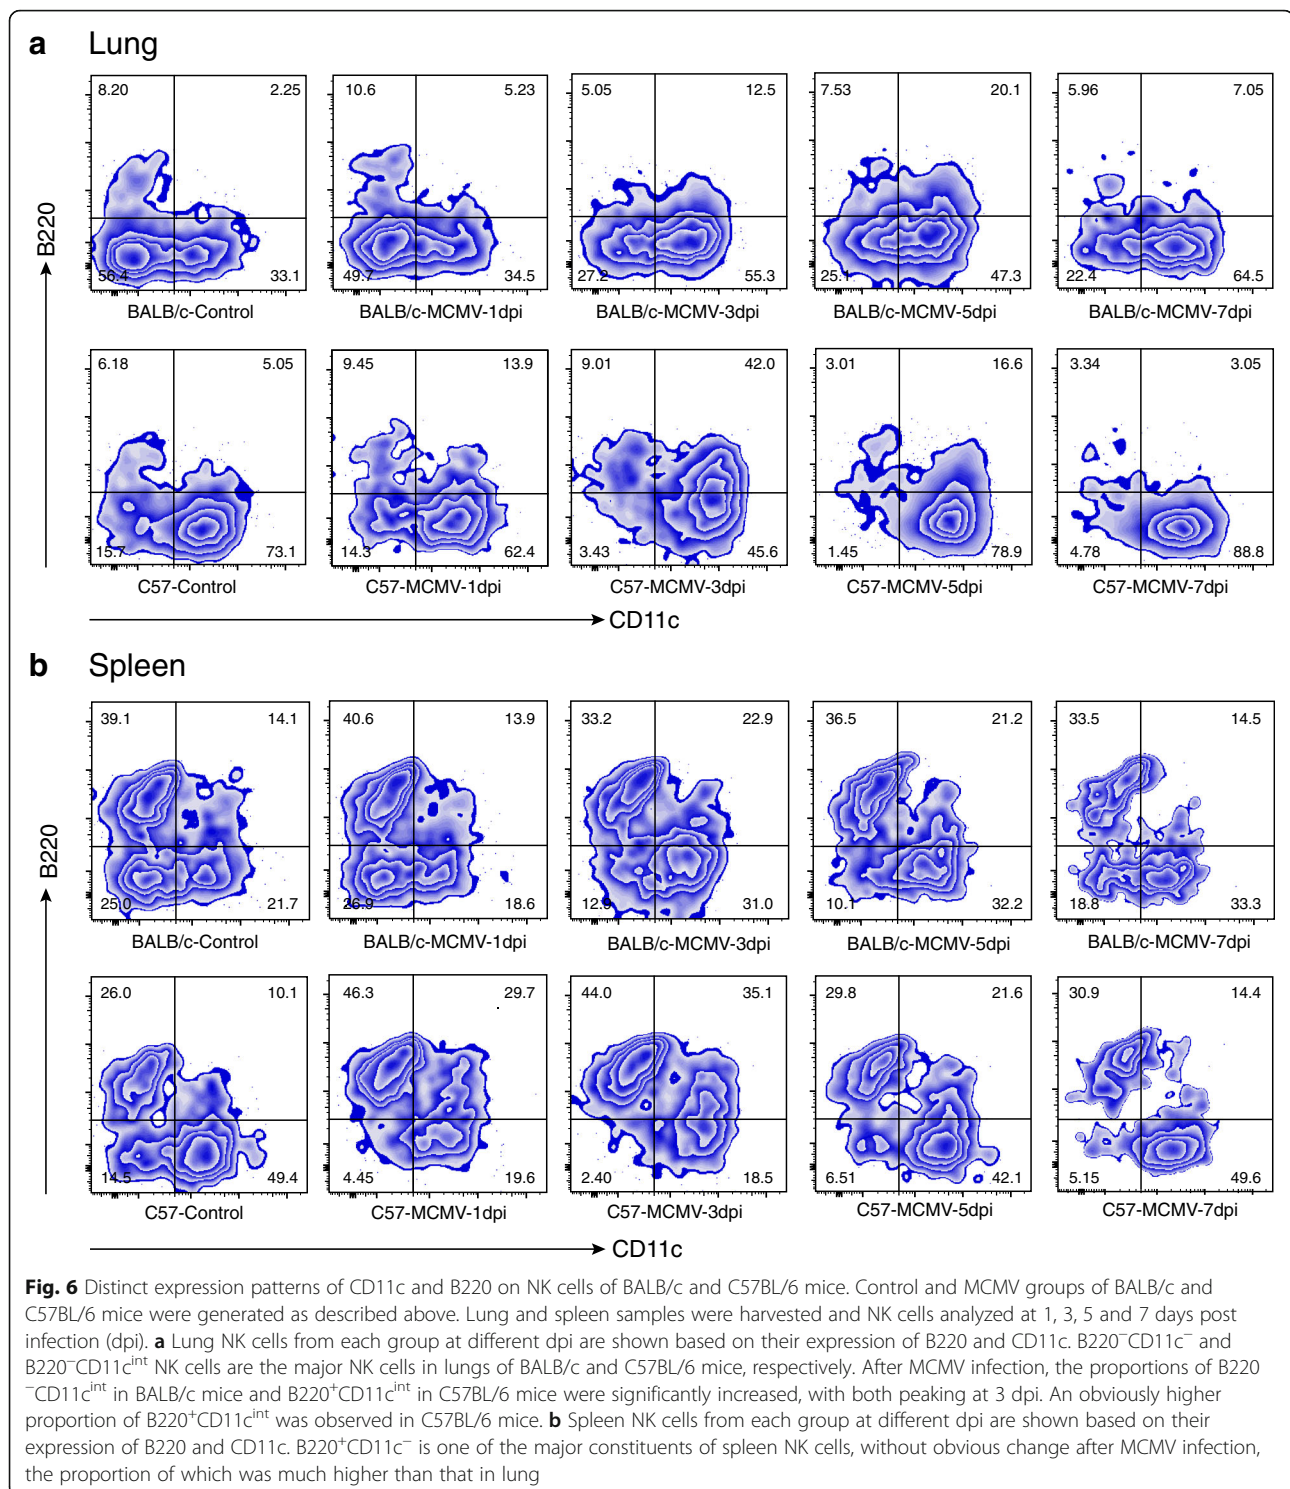 a Lung
8.20 2.25 10.6 5.23 5.05 12.5 7.53 20.1 5.96 7.05
B220
56.4 33.1 49.7 34.5 27.2 55.3 25.1 47.3 22.4 64.5
BALB/c-Control BALB/c-MCMV-1dpi BALB/c-MCMV-3dpi BALB/c-MCMV-5dpi BALB/c-MCMV-7dpi
6.18 5.05 9.45 13.9 9.01 42.0 3.01 16.6 3.34 3.05
15.7 73.1 14.3 62.4 3.43 45.6 1.45 78.9 4.78 88.8
C57-Control C57-MCMV-1dpi C57-MCMV-3dpi C57-MCMV-5dpi C57-MCMV-7dpi
CD11c
b Spleen
39.1 14.1 40.6 13.9 33.2 22.9 36.5 21.2 33.5 14.5
B220
25.0 21.7 26.9 18.6 12.9 31.0 10.1 32.2 18.8 33.3
BALB/c-Control BALB/c-MCMV-1dpi BALB/c-MCMV-3dpi BALB/c-MCMV-5dpi BALB/c-MCMV-7dpi
26.0 10.1 46.3 29.7 44.0 35.1 29.8 21.6 30.9 14.4
14.5 49.4 4.45 19.6 2.40 18.5 6.51 42.1 5.15 49.6
C57-Control C57-MCMV-1dpi C57-MCMV-3dpi C57-MCMV-5dpi C57-MCMV-7dpi
CD11c
Fig. 6 Distinct expression patterns of CD11c and B220 on NK cells of BALB/c and C57BL/6 mice. Control and MCMV groups of BALB/c and
C57BL/6 mice were generated as described above. Lung and spleen samples were harvested and NK cells analyzed at 1, 3, 5 and 7 days post
infection (dpi). a Lung NK cells from each group at different dpi are shown based on their expression of B220 and CD11c. B220⁻CD11c⁻ and
B220⁻CD11cⁱⁿᵗ NK cells are the major NK cells in lungs of BALB/c and C57BL/6 mice, respectively. After MCMV infection, the proportions of B220
⁻CD11cⁱⁿᵗ in BALB/c mice and B220⁺CD11cⁱⁿᵗ in C57BL/6 mice were significantly increased, with both peaking at 3 dpi. An obviously higher
proportion of B220⁺CD11cⁱⁿᵗ was observed in C57BL/6 mice. b Spleen NK cells from each group at different dpi are shown based on their
expression of B220 and CD11c. B220⁺CD11c⁻ is one of the major constituents of spleen NK cells, without obvious change after MCMV infection,
the proportion of which was much higher than that in lung